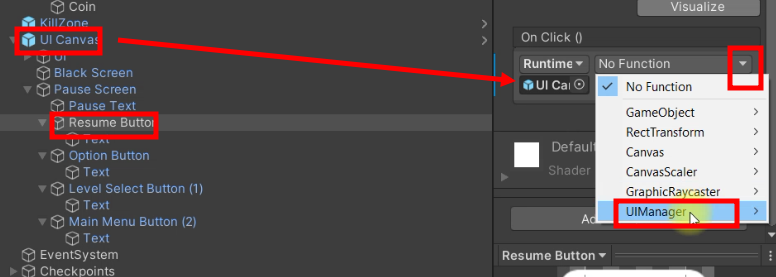 Coin
KillZone
UI Canvas
UI
Black Screen
Pause Screen
Pause Text
Resume Button
Text
Option Button
Text
Level Select Button (1)
Text
Main Menu Button (2)
Text
EventSystem
Checkpoints
Visualize
On Click ()
Runtime
No Function
UI Ca
No Function
GameObject
RectTransform
Canvas
CanvasScaler
GraphicRaycaster
UIManager
Default
Shader
Ad
Resume Button